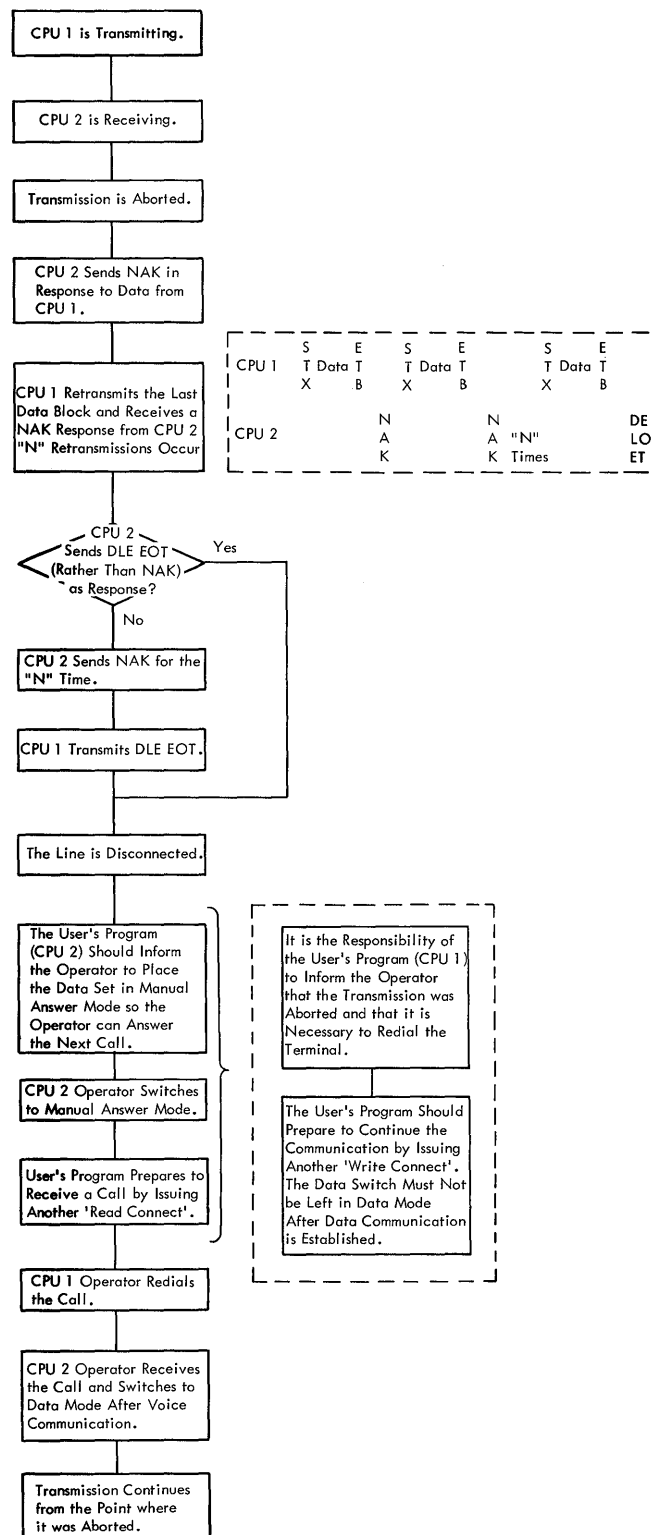 CPU 1 is Transmitting.
CPU 2 is Receiving.
Transmission is Aborted.
CPU 2 Sends NAK in
Response to Data from
CPU 1.
CPU 1 Retransmits the Last
Data Block and Receives a
NAK Response from CPU 2
"N" Retransmissions Occur
S E S E S E
CPU 1 T Data T T Data T T Data T
X B X B X B
N N DE
CPU 2 A A "N" LO
K K Times ET
CPU 2
Sends DLE EOT
(Rather Than NAK)
as Response?
Yes
No
CPU 2 Sends NAK for the
"N" Time.
CPU 1 Transmits DLE EOT.
The Line is Disconnected.
The User's Program
(CPU 2) Should Inform
the Operator to Place
the Data Set in Manual
Answer Mode so the
Operator can Answer
the Next Call.
CPU 2 Operator Switches
to Manual Answer Mode.
User's Program Prepares to
Receive a Call by Issuing
Another 'Read Connect'.
It is the Responsibility of
the User's Program (CPU 1)
to Inform the Operator
that the Transmission was
Aborted and that it is
Necessary to Redial the
Terminal.
The User's Program Should
Prepare to Continue the
Communication by Issuing
Another 'Write Connect'.
The Data Switch Must Not
be Left in Data Mode
After Data Communication
is Established.
CPU 1 Operator Redials
the Call.
CPU 2 Operator Receives
the Call and Switches to
Data Mode After Voice
Communication.
Transmission Continues
from the Point where
it was Aborted.